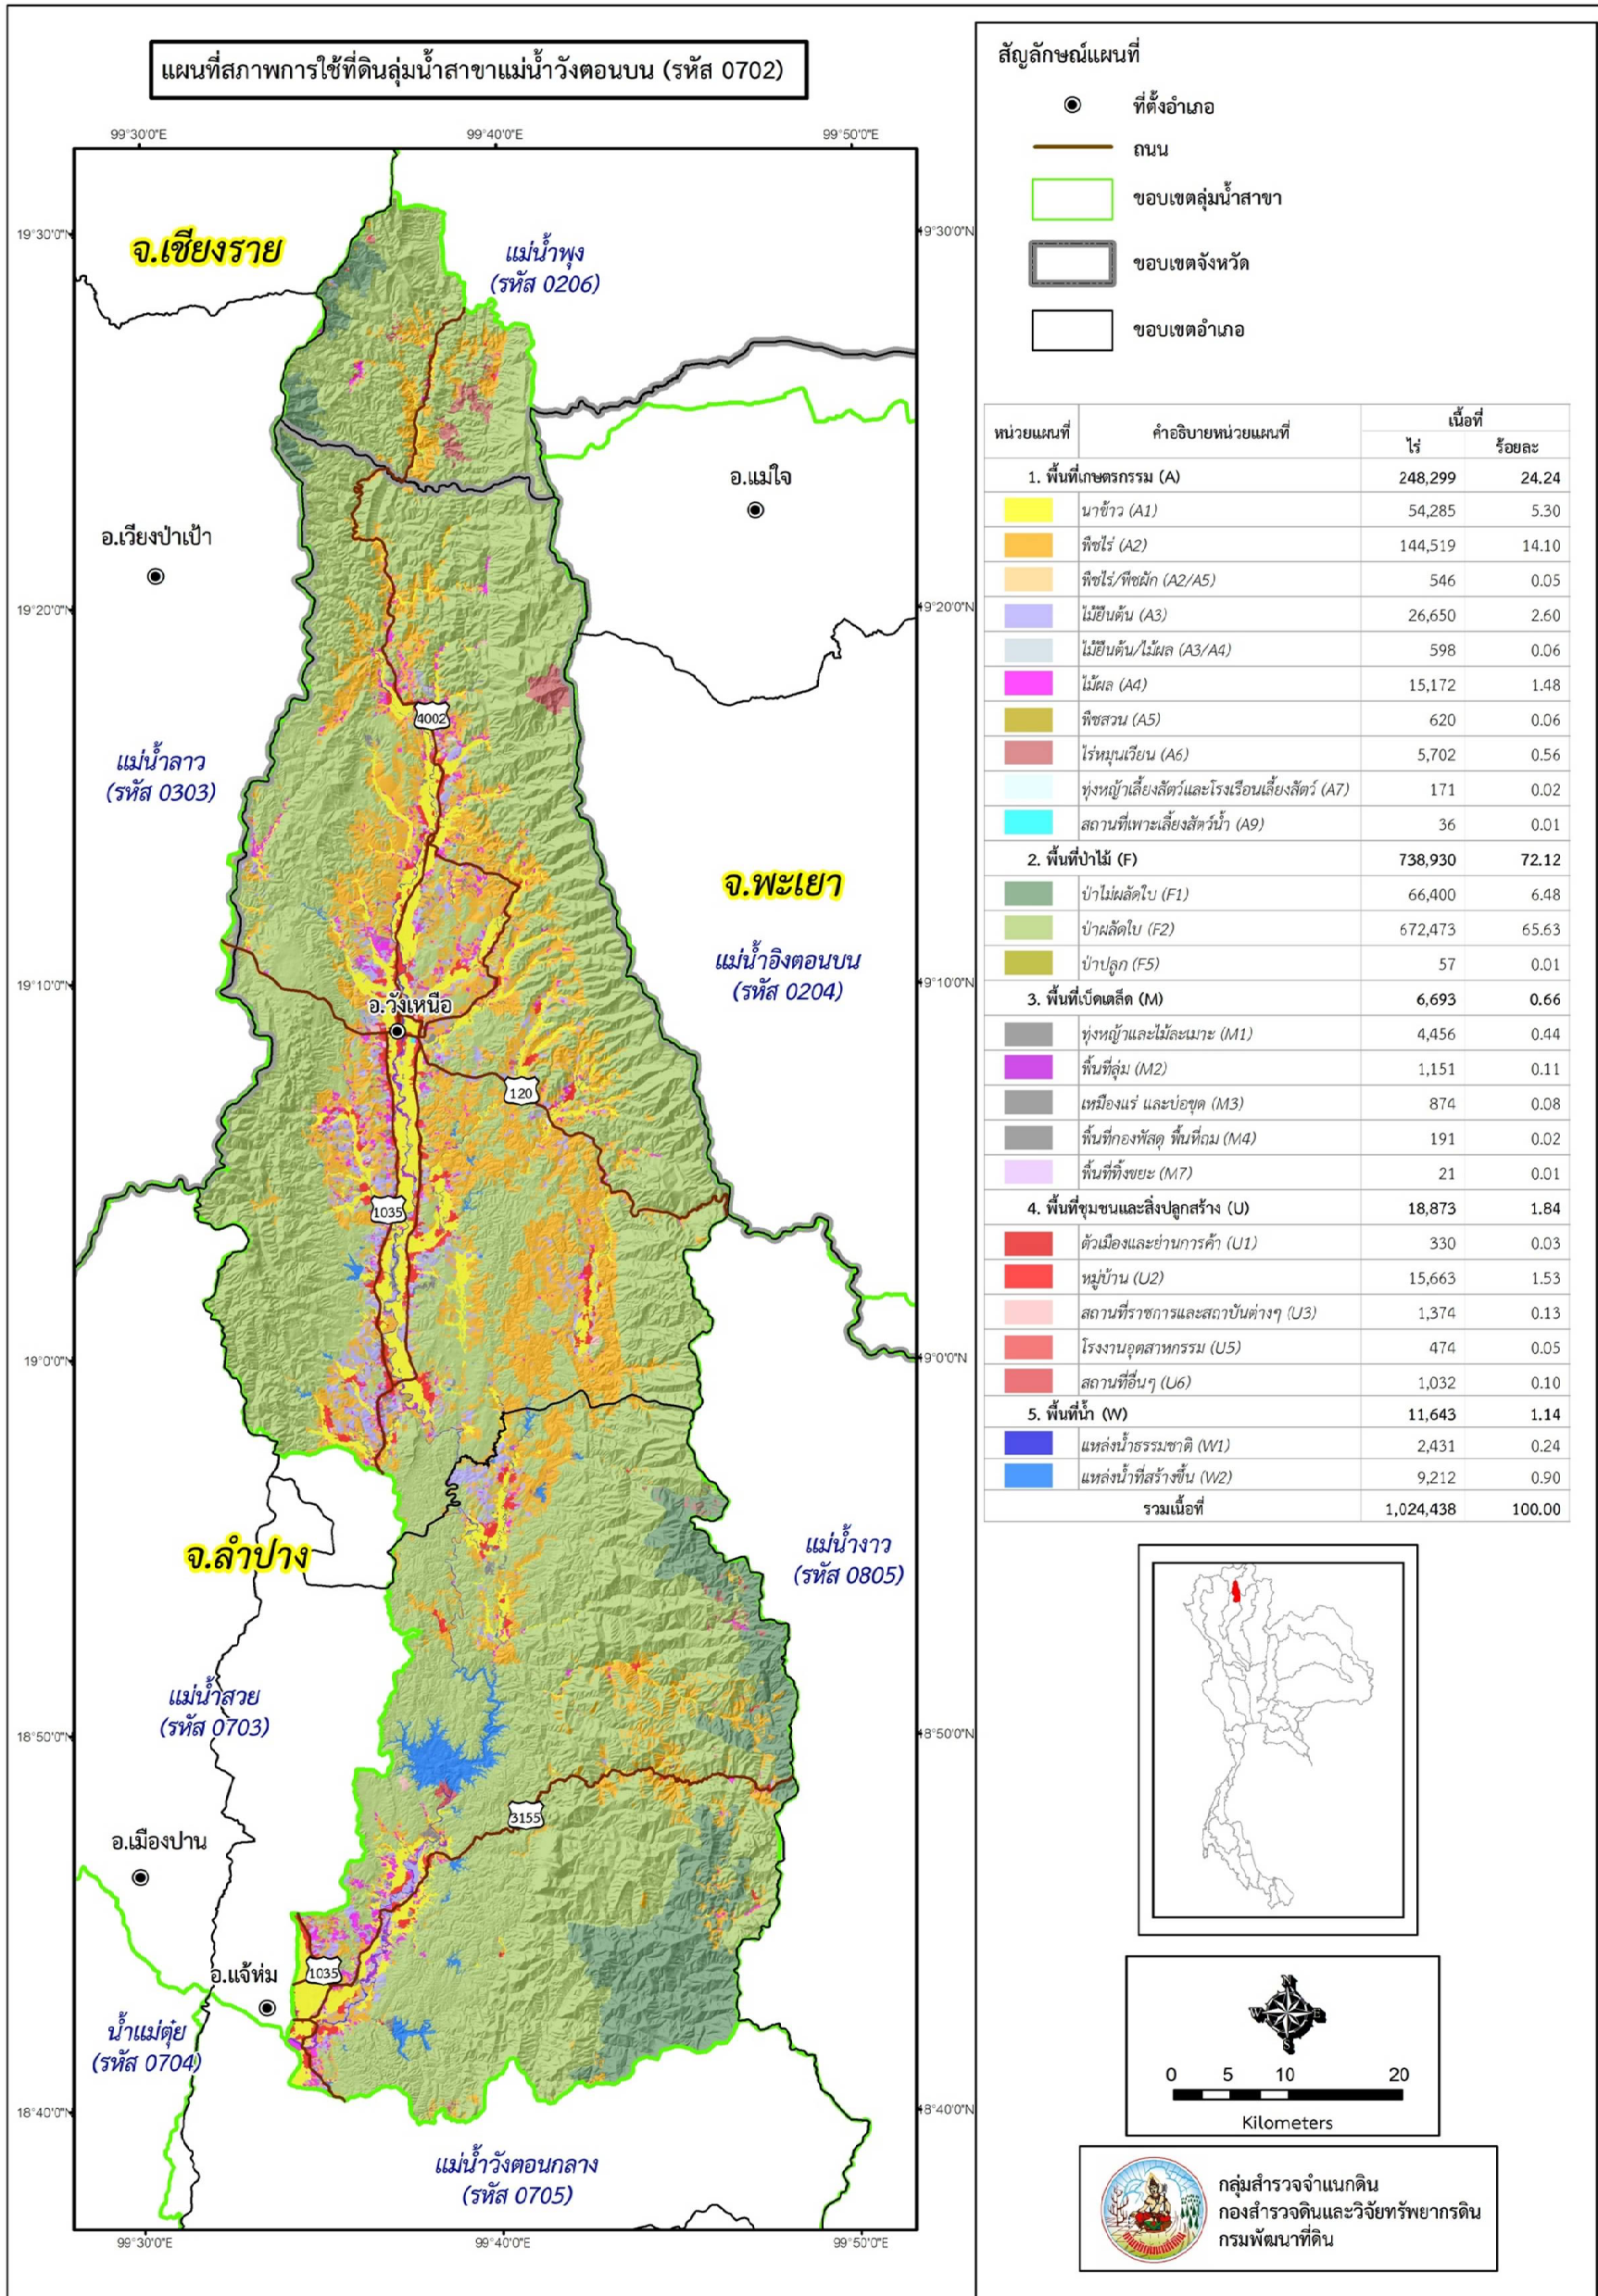 แผนที่สภาพการใช้ที่ดินลุ่มน้ำสาขาแม่น้ำวังตอนบน (รหัส 0702)
99°30'0"E 99°40'0"E 99°50'0"E
19°30'0"N 19°30'0"N
จ.เชียงราย
แม่น้ำพุง
(รหัส 0206)
อ.แม่ใจ
อ.เวียงป่าเป้า
19°20'0"N 19°20'0"N
4002
แม่น้ำลาว
(รหัส 0303)
จ.พะเยา
แม่น้ำอิงตอนบน
(รหัส 0204)
19°10'0"N 19°10'0"N
อ.วังเหนือ
120
1035
19°0'0"N 19°0'0"N
จ.ลำปาง
แม่น้ำงาว
(รหัส 0805)
แม่น้ำสวย
(รหัส 0703)
18°50'0"N 18°50'0"N
3155
อ.เมืองปาน
1035
อ.แจ้ห่ม
น้ำแม่ตุ๋ย
(รหัส 0704)
18°40'0"N 18°40'0"N
แม่น้ำวังตอนกลาง
(รหัส 0705)
99°30'0"E 99°40'0"E 99°50'0"E
สัญลักษณ์แผนที่
ที่ตั้งอำเภอ
ถนน
ขอบเขตลุ่มน้ำสาขา
ขอบเขตจังหวัด
ขอบเขตอำเภอ
หน่วยแผนที่ คำอธิบายหน่วยแผนที่ เนื้อที่
ไร่ ร้อยละ
1. พื้นที่เกษตรกรรม (A) 248,299 24.24
นาข้าว (A1) 54,285 5.30
พืชไร่ (A2) 144,519 14.10
พืชไร่/พืชผัก (A2/A5) 546 0.05
ไม้ยืนต้น (A3) 26,650 2.60
ไม้ยืนต้น/ไม้ผล (A3/A4) 598 0.06
ไม้ผล (A4) 15,172 1.48
พืชสวน (A5) 620 0.06
ไร่หมุนเวียน (A6) 5,702 0.56
ทุ่งหญ้าเลี้ยงสัตว์และโรงเรือนเลี้ยงสัตว์ (A7) 171 0.02
สถานที่เพาะเลี้ยงสัตว์น้ำ (A9) 36 0.01
2. พื้นที่ป่าไม้ (F) 738,930 72.12
ป่าไม่ผลัดใบ (F1) 66,400 6.48
ป่าผลัดใบ (F2) 672,473 65.63
ป่าปลูก (F5) 57 0.01
3. พื้นที่เบ็ดเตล็ด (M) 6,693 0.66
ทุ่งหญ้าและไม้ละเมาะ (M1) 4,456 0.44
พื้นที่ลุ่ม (M2) 1,151 0.11
เหมืองแร่ และบ่อขุด (M3) 874 0.08
พื้นที่กองพัสดุ พื้นที่ถม (M4) 191 0.02
พื้นที่ทิ้งขยะ (M7) 21 0.01
4. พื้นที่ชุมชนและสิ่งปลูกสร้าง (U) 18,873 1.84
ตัวเมืองและย่านการค้า (U1) 330 0.03
หมู่บ้าน (U2) 15,663 1.53
สถานที่ราชการและสถาบันต่างๆ (U3) 1,374 0.13
โรงงานอุตสาหกรรม (U5) 474 0.05
สถานที่อื่นๆ (U6) 1,032 0.10
5. พื้นที่น้ำ (W) 11,643 1.14
แหล่งน้ำธรรมชาติ (W1) 2,431 0.24
แหล่งน้ำที่สร้างขึ้น (W2) 9,212 0.90
รวมเนื้อที่ 1,024,438 100.00
N
W E
S
0 5 10 20
Kilometers
กลุ่มสำรวจจำแนกดิน
กองสำรวจดินและวิจัยทรัพยากรดิน
กรมพัฒนาที่ดิน